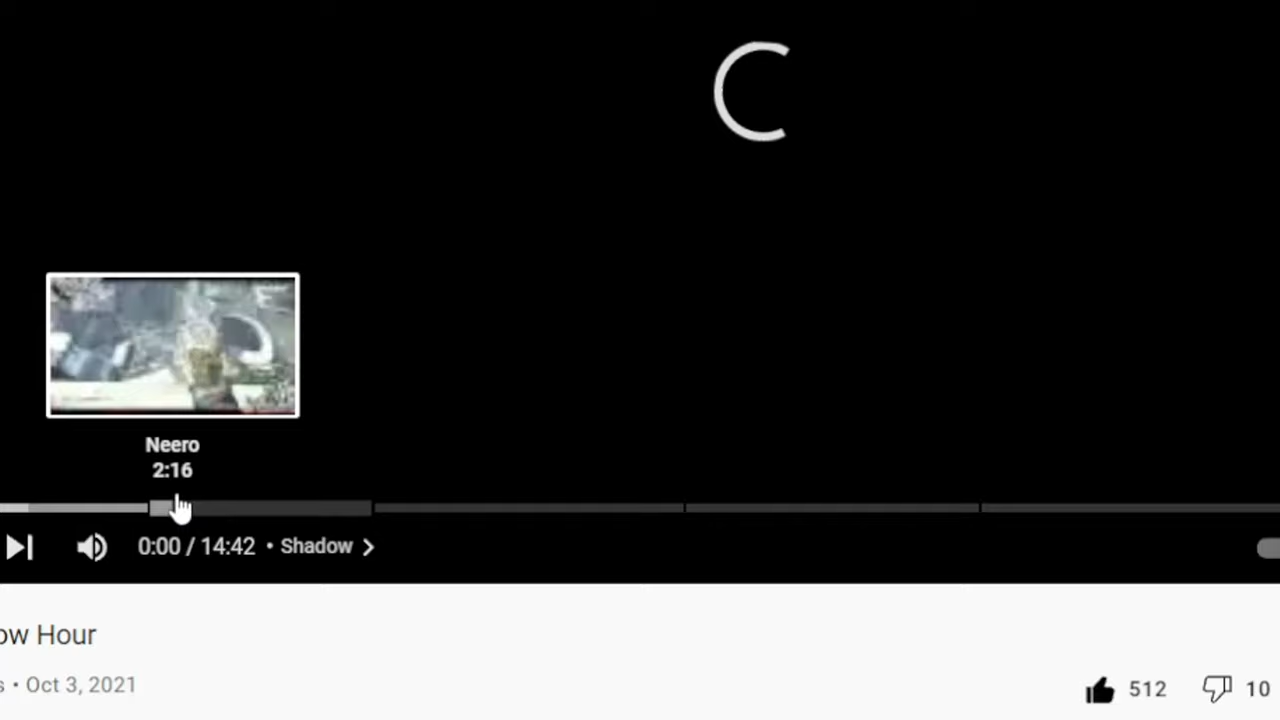 Neero
2:16
0:00 / 14:42 • Shadow
ow Hour
s • Oct 3, 2021
512
10